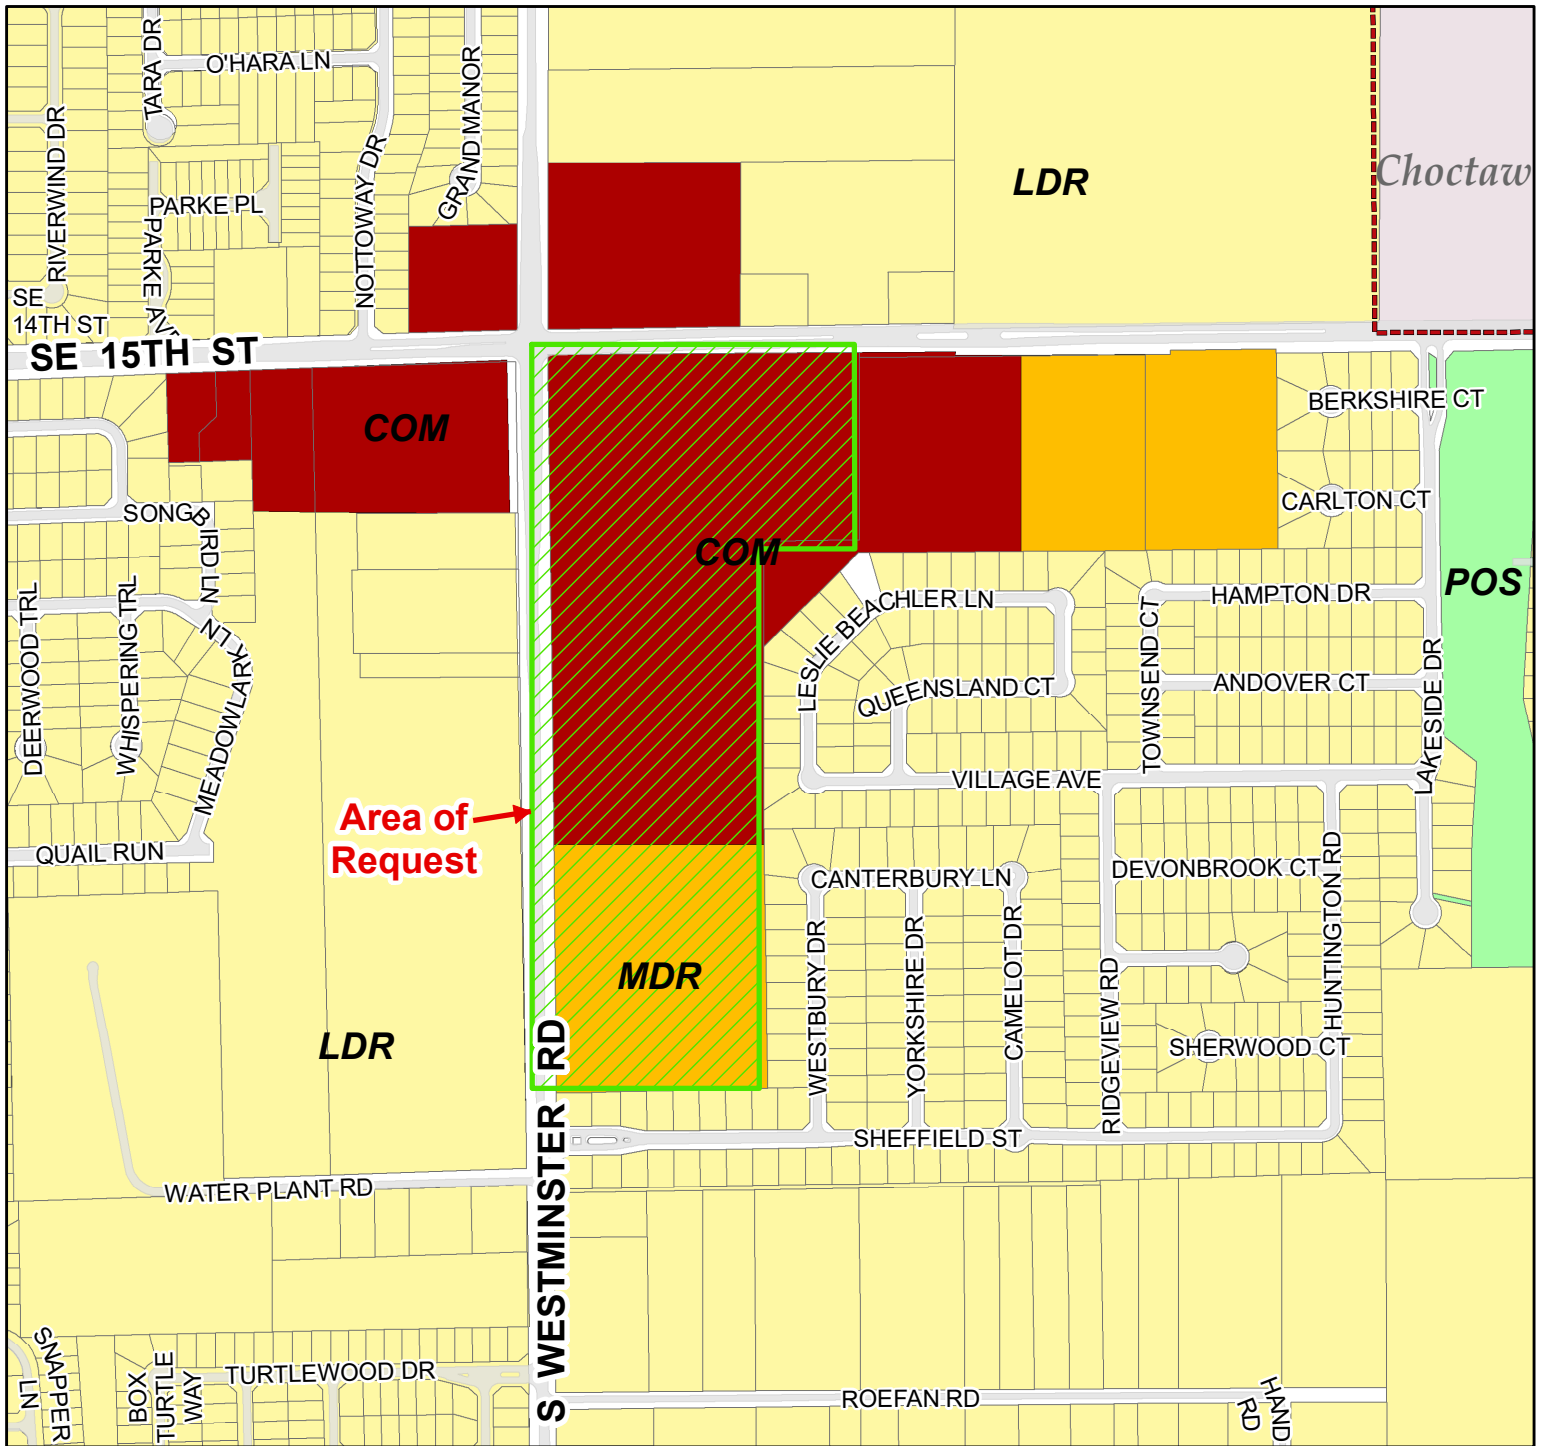 TARA DR
O'HARA LN
GRAND MANOR
RIVERWIND DR
NOTTOWAY DR
PARKE PL
PARKE AVE
LDR
Choctaw
SE
14TH ST
SE 15TH ST
COM
BERKSHIRE CT
CARLTON CT
SONG
BIRD LN
COM
POS
DEERWOOD TRL
WHISPERING TRL
MEADOWLARK LN
LESLIE BEACHLER LN
HAMPTON DR
TOWNSEND CT
QUEENSLAND CT
ANDOVER CT
LAKESIDE DR
VILLAGE AVE
Area of
Request
QUAIL RUN
CANTERBURY LN
DEVONBROOK CT
HUNTINGTON RD
WESTBURY DR
YORKSHIRE DR
CAMELOT DR
RIDGEVIEW RD
MDR
LDR
SHERWOOD CT
SHEFFIELD ST
WATER PLANT RD
S WESTMINSTER RD
SNAPPER
LN
BOX
TURTLE
WAY
TURTLEWOOD DR
ROEFAN RD
HAND
RD